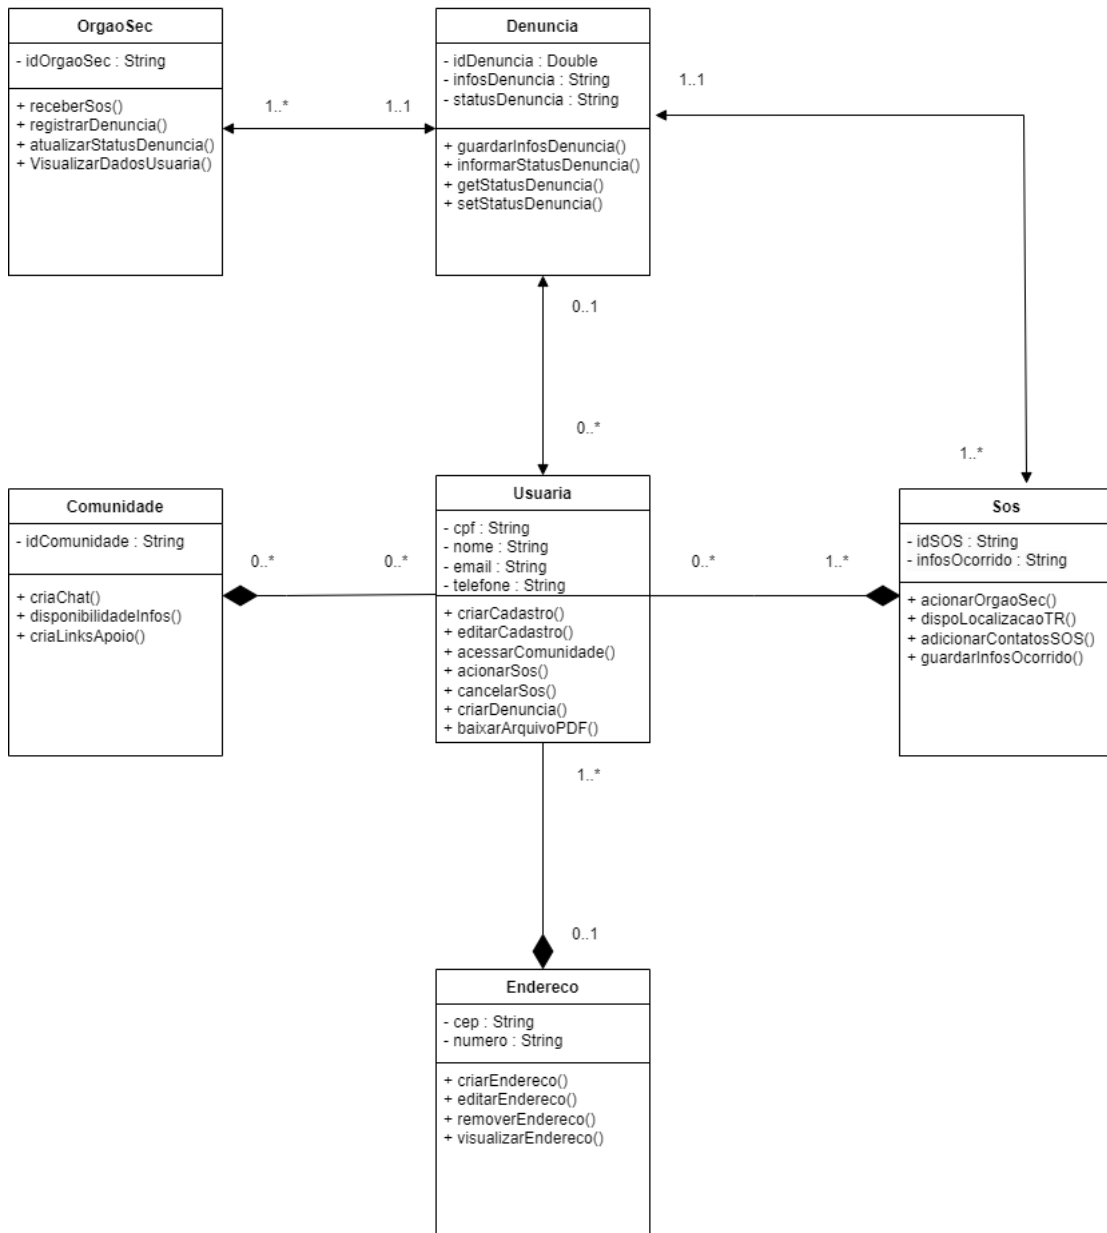 OrgaoSec
- idOrgaoSec : String
+ receberSos()
+ registrarDenuncia()
+ atualizarStatusDenuncia()
+ VisualizarDadosUsuaria()
1..*
1..1
Denuncia
- idDenuncia : Double
- infosDenuncia : String
- statusDenuncia : String
+ guardarInfosDenuncia()
+ informarStatusDenuncia()
+ getStatusDenuncia()
+ setStatusDenuncia()
1..1
0..1
0..*
1..*
Comunidade
- idComunidade : String
+ criaChat()
+ disponibilidadeInfos()
+ criaLinksApoio()
0..*
0..*
Usuaria
- cpf : String
- nome : String
- email : String
- telefone : String
+ criarCadastro()
+ editarCadastro()
+ acessarComunidade()
+ acionarSos()
+ cancelarSos()
+ criarDenuncia()
+ baixarArquivoPDF()
0..*
1..*
Sos
- idSOS : String
- infosOcorrido : String
+ acionarOrgaoSec()
+ dispoLocalizacaoTR()
+ adicionarContatosSOS()
+ guardarInfosOcorrido()
1..*
0..1
Endereco
- cep : String
- numero : String
+ criarEndereco()
+ editarEndereco()
+ removerEndereco()
+ visualizarEndereco()